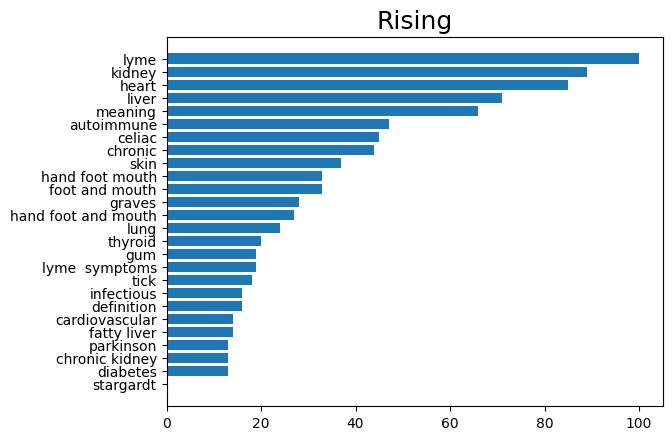 Rising
lyme
kidney
heart
liver
meaning
autoimmune
celiac
chronic
skin
hand foot mouth
foot and mouth
graves
hand foot and mouth
lung
thyroid
gum
lyme  symptoms
tick
infectious
definition
cardiovascular
fatty liver
parkinson
chronic kidney
diabetes
stargardt
0 20 40 60 80 100